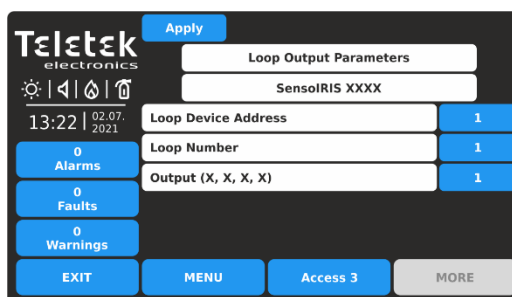 Teletek
electronics
13:22 02.07.
2021
0
Alarms
0
Faults
0
Warnings
EXIT
Apply
Loop Output Parameters
SensoIRIS XXXX
Loop Device Address 1
Loop Number 1
Output (X, X, X, X) 1
MENU Access 3 MORE